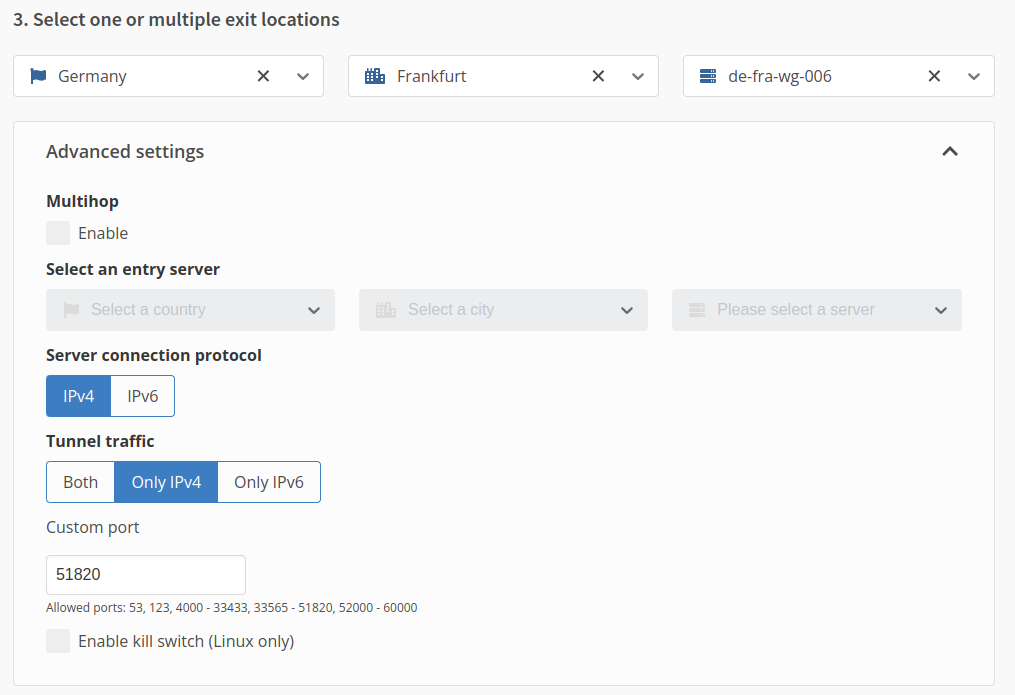 3. Select one or multiple exit locations
Germany Frankfurt de-fra-wg-006
Advanced settings
Multihop
Enable
Select an entry server
Select a country Select a city Please select a server
Server connection protocol
IPv4 IPv6
Tunnel traffic
Both Only IPv4 Only IPv6
Custom port
51820
Allowed ports: 53, 123, 4000 - 33433, 33565 - 51820, 52000 - 60000
Enable kill switch (Linux only)